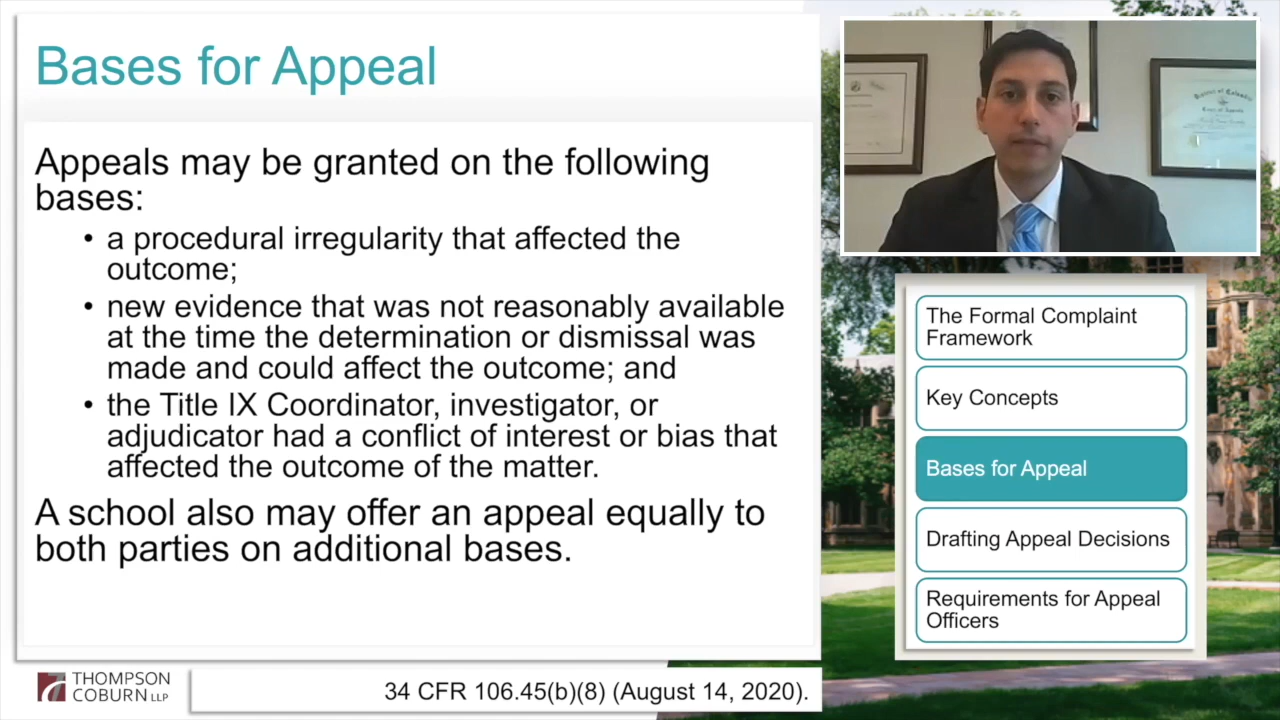 Bases for Appeal
Appeals may be granted on the following
bases:
• a procedural irregularity that affected the
outcome;
• new evidence that was not reasonably available
at the time the determination or dismissal was
made and could affect the outcome; and
• the Title IX Coordinator, investigator, or
adjudicator had a conflict of interest or bias that
affected the outcome of the matter.
A school also may offer an appeal equally to
both parties on additional bases.
The Formal Complaint
Framework
Key Concepts
Bases for Appeal
Drafting Appeal Decisions
Requirements for Appeal
Officers
THOMPSON
COBURN LLP
34 CFR 106.45(b)(8) (August 14, 2020).